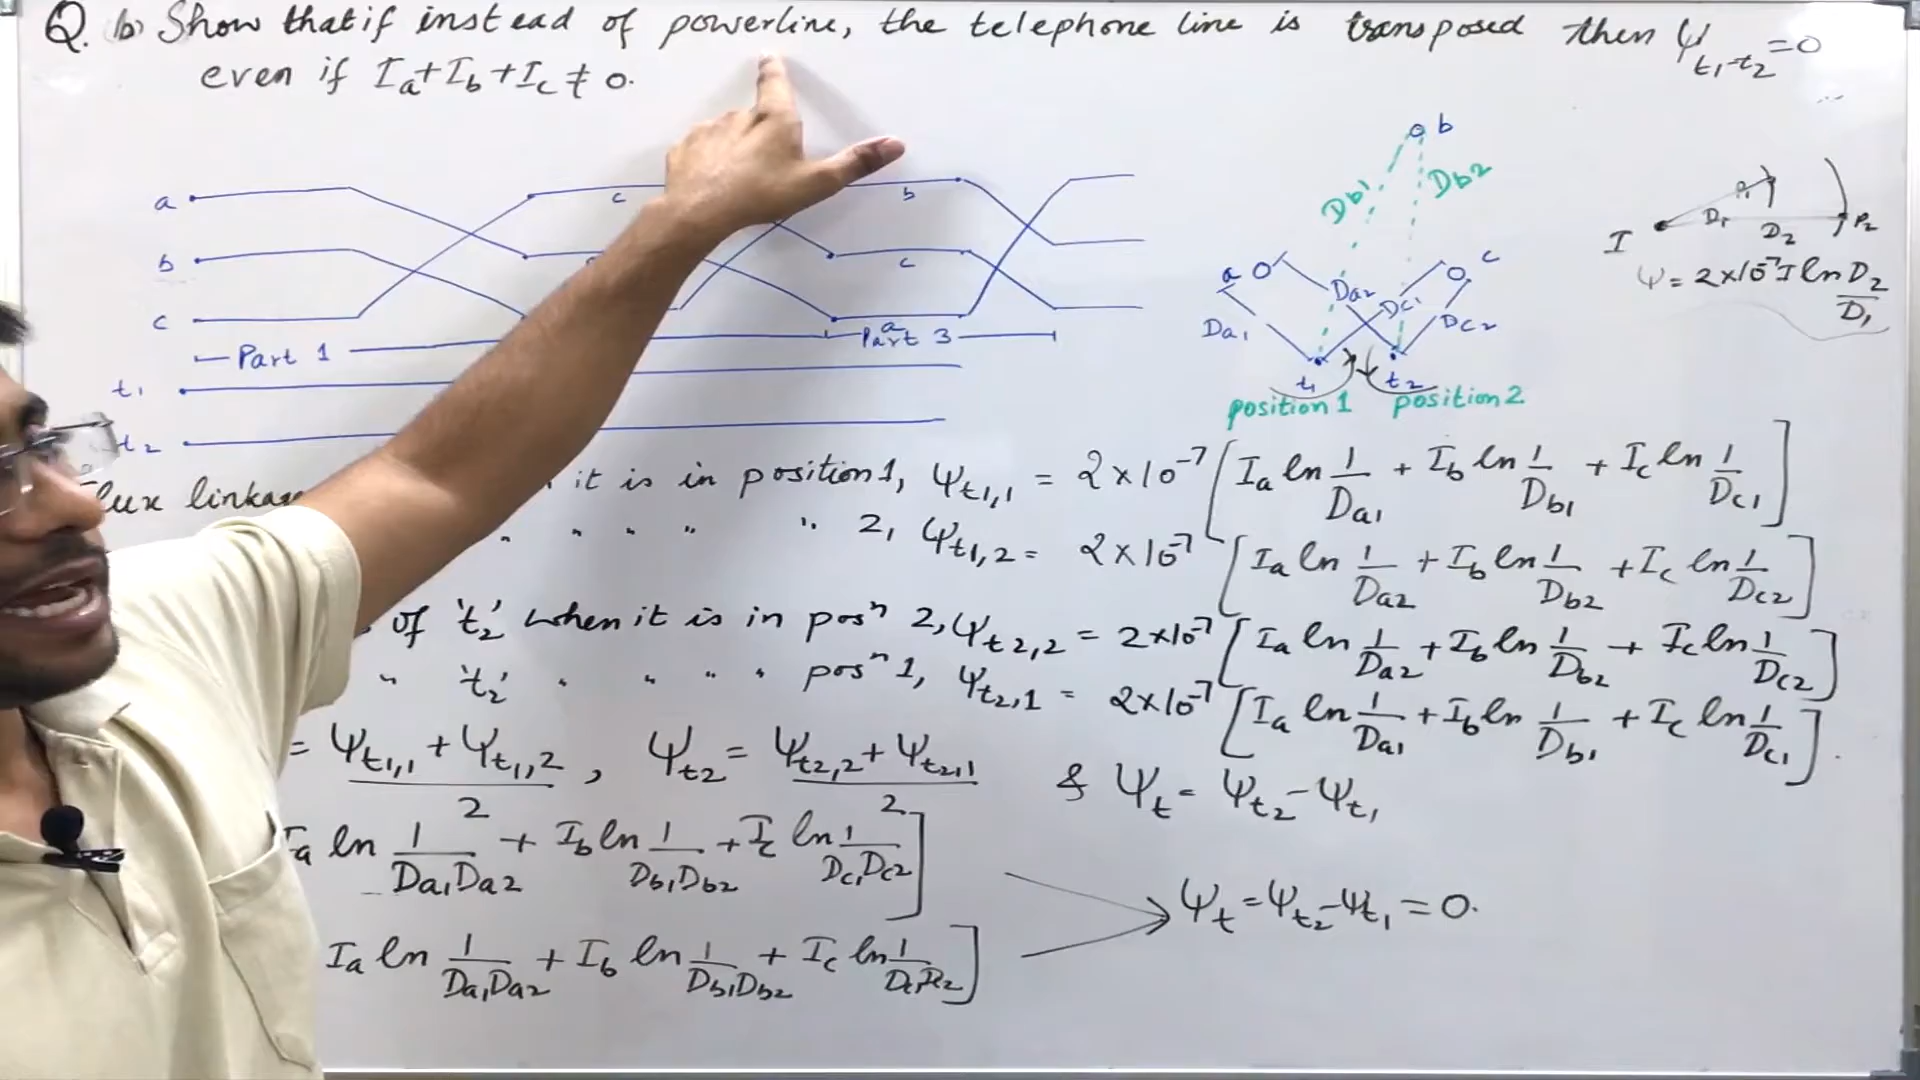 Q. b) Show that if instead of powerline, the telephone line is transposed then Ψt1-t2 = 0
even if Ia+Ib+Ic ≠ 0.
a
b
c
c
b
c
a
Part 1
Part 3
t1
t2
b
Db1
Db2
a
c
Da1
Da2
Dc1
Dc2
t1
t2
position 1
position 2
I
P1
D1
D2
P2
Ψ = 2×10^-7 I ln D2/D1
flux linkag it is in position 1, Ψt1,1 = 2×10^-7 [Ia ln 1/Da1 + Ib ln 1/Db1 + Ic ln 1/Dc1]
" " " " " 2, Ψt1,2 = 2×10^-7 [Ia ln 1/Da2 + Ib ln 1/Db2 + Ic ln 1/Dc2]
of 't2' when it is in posn 2, Ψt2,2 = 2×10^-7 [Ia ln 1/Da2 + Ib ln 1/Db2 + Ic ln 1/Dc2]
" 't2' " " " " posn 1, Ψt2,1 = 2×10^-7 [Ia ln 1/Da1 + Ib ln 1/Db1 + Ic ln 1/Dc1]
= Ψt1,1 + Ψt1,2 / 2, Ψt2 = Ψt2,2 + Ψt2,1 / 2 & Ψt = Ψt2 - Ψt1
Ia ln 1/Da1Da2 + Ib ln 1/Db1Db2 + Ic ln 1/Dc1Dc2]
Ψt = Ψt2 - Ψt1 = 0.
Ia ln 1/Da1Da2 + Ib ln 1/Db1Db2 + Ic ln 1/Dc1Dc2]